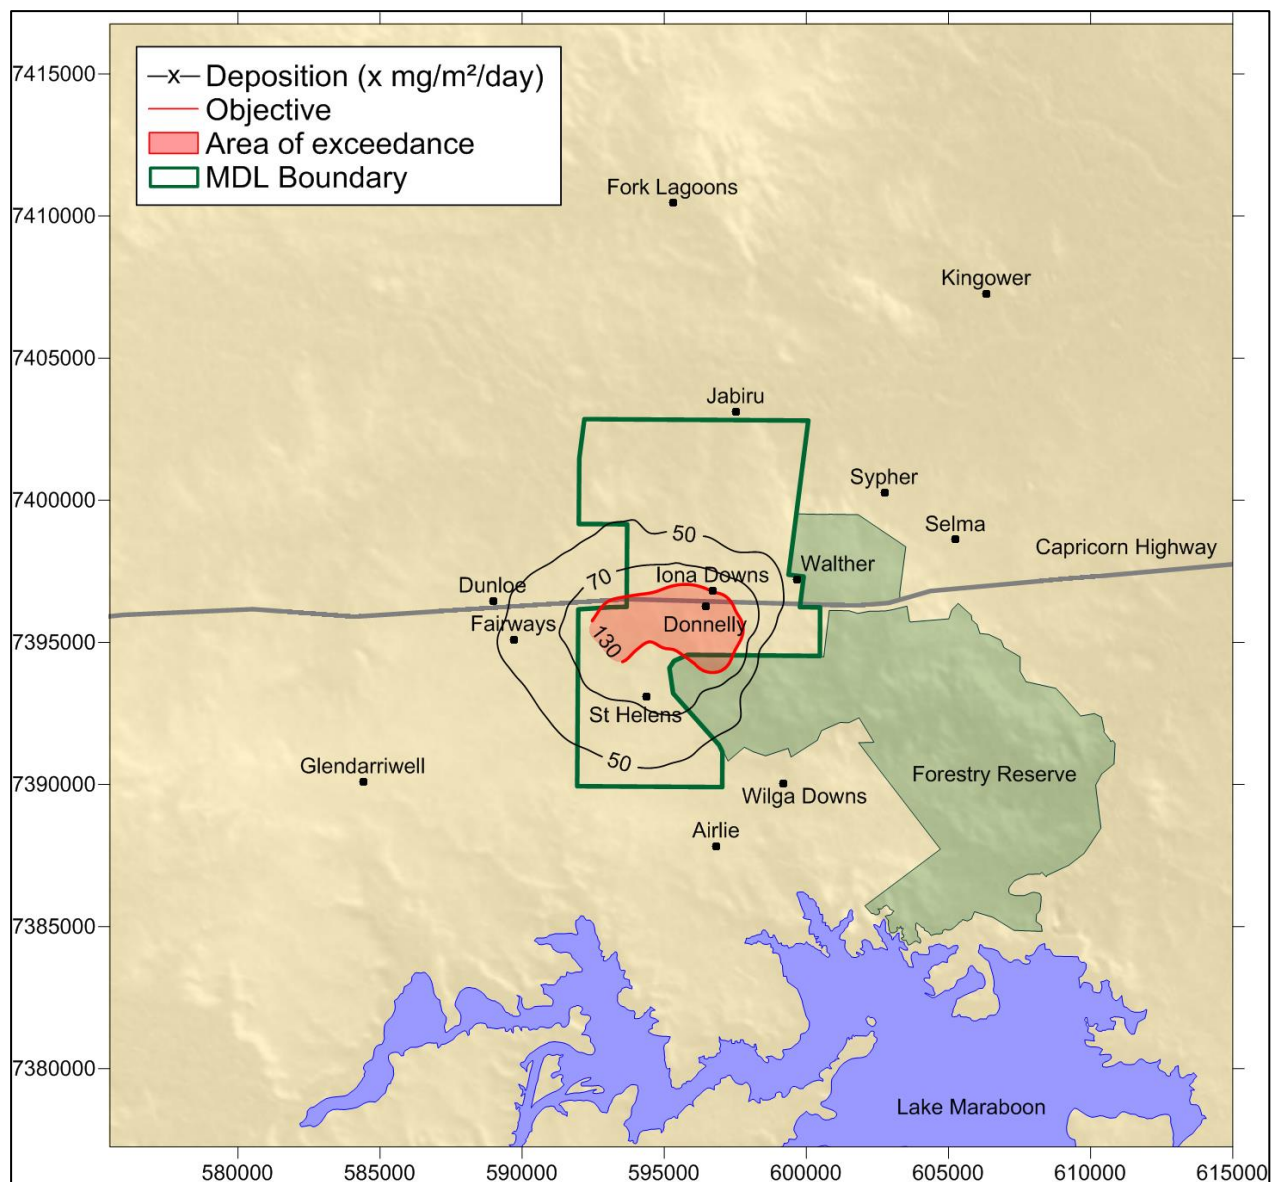 —x— Deposition (x mg/m²/day)
Objective
Area of exceedance
MDL Boundary
7415000
Fork Lagoons
7410000
Kingower
7405000
Jabiru
Sypher
7400000
Selma
50
Capricorn Highway
Walther
70
Iona Downs
Dunloe
Fairways
Donnelly
7395000
130
St Helens
50
Glendarriwell
Forestry Reserve
7390000
Wilga Downs
Airlie
7385000
7380000
Lake Maraboon
580000 585000 590000 595000 600000 605000 610000 615000